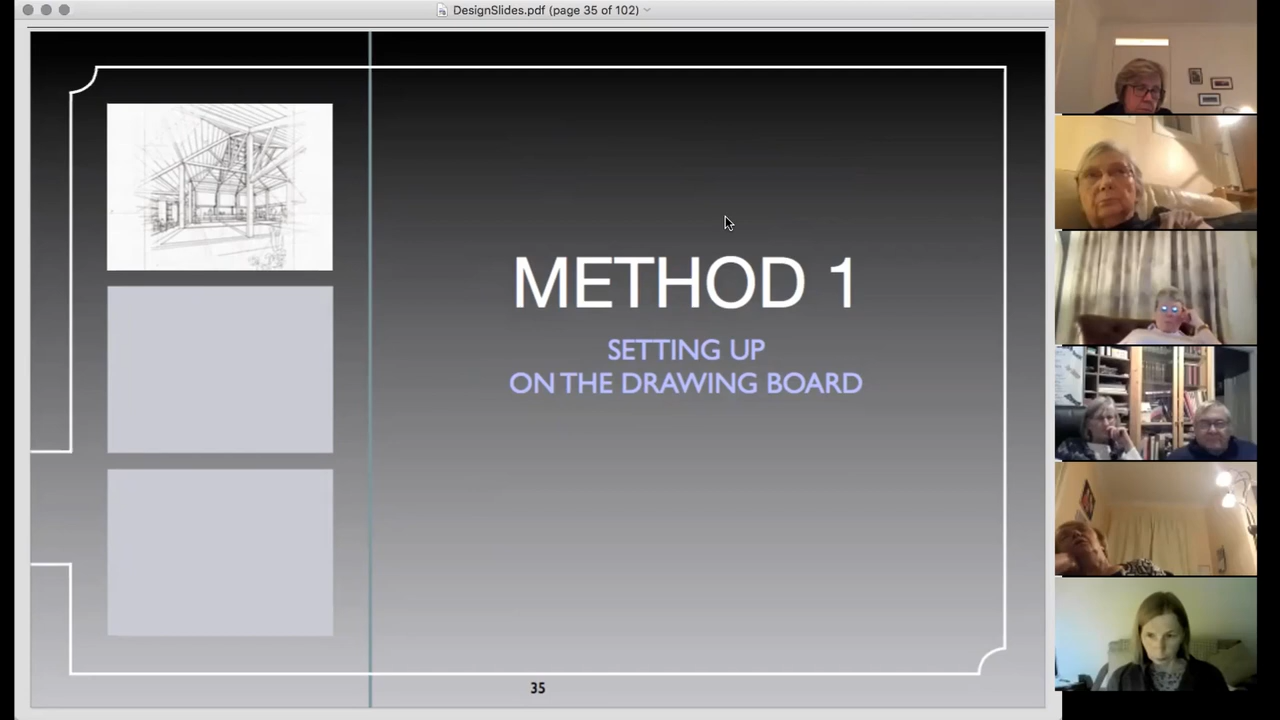 DesignSlides.pdf (page 35 of 102)
METHOD 1
SETTING UP
ON THE DRAWING BOARD
35